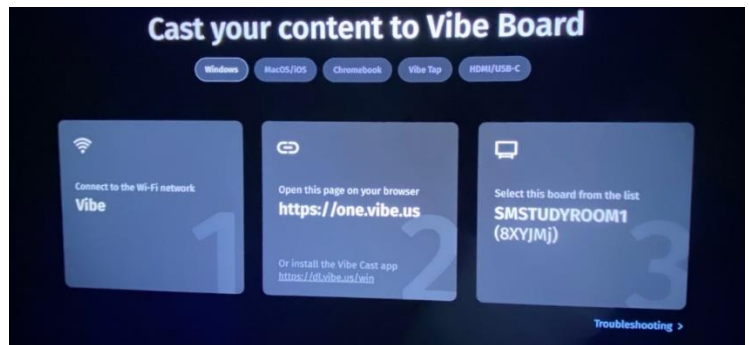 Cast your content to Vibe Board
Windows MacOS/iOS Chromebook Vibe Tap HDMI/USB-C
1
Connect to the Wi-Fi network
Vibe
2
Open this page on your browser
https://one.vibe.us
Or install the Vibe Cast app
https://dl.vibe.us/win
3
Select this board from the list
SMSTUDYROOM1
(8XYJMj)
Troubleshooting >